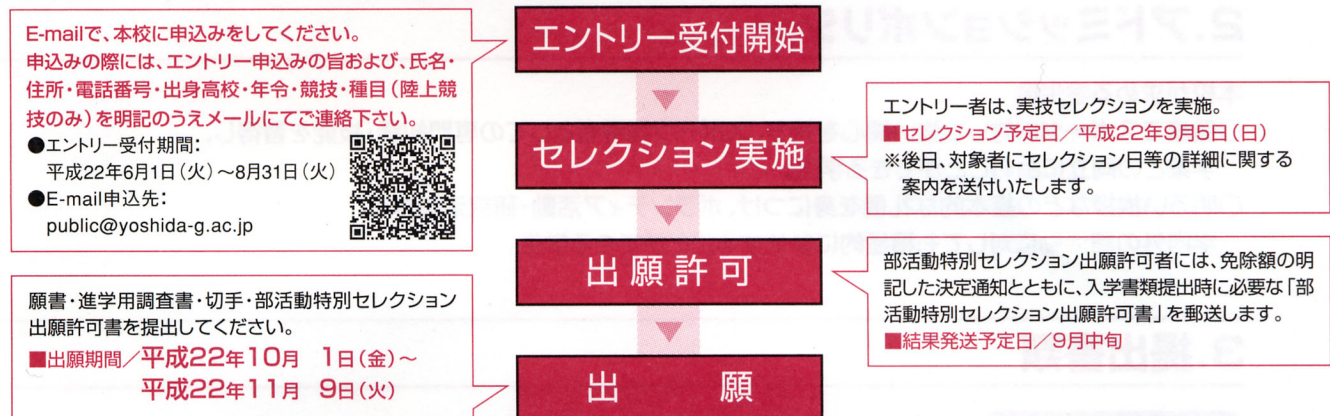 エントリー受付開始
E-mailで、本校に申込みをしてください。
申込みの際には、エントリー申込みの旨および、氏名・
住所・電話番号・出身高校・年令・競技・種目(陸上競
技のみ)を明記のうえメールにてご連絡下さい。
●エントリー受付期間:
平成22年6月1日(火)~8月31日(火)
●E-mail申込先:
public@yoshida-g.ac.jp
セレクション実施
エントリー者は、実技セレクションを実施。
■セレクション予定日/平成22年9月5日(日)
※後日、対象者にセレクション日等の詳細に関する
案内を送付いたします。
出願許可
部活動特別セレクション出願許可者には、免除額の明
記した決定通知とともに、入学書類提出時に必要な「部
活動特別セレクション出願許可書」を郵送します。
■結果発送予定日/9月中旬
出 願
願書・進学用調査書・切手・部活動特別セレクション
出願許可書を提出してください。
■出願期間/平成22年10月 1日(金)~
平成22年11月 9日(火)